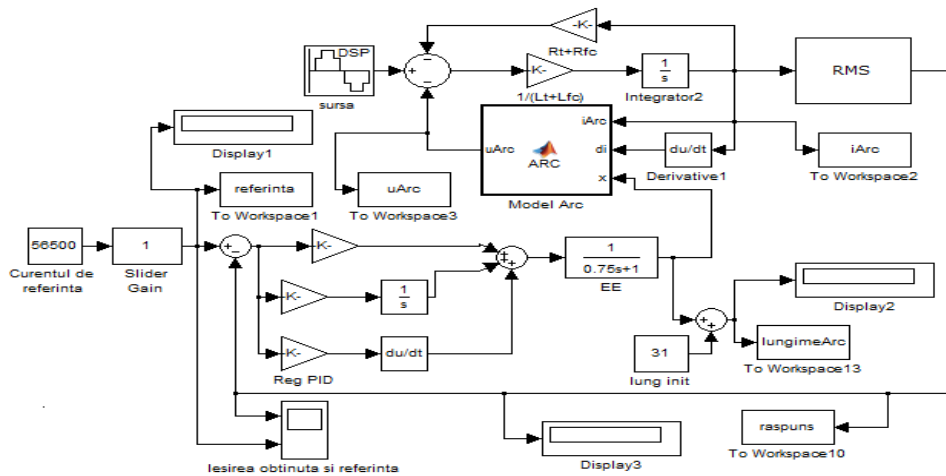 -K-
Rt+Rfc
DSP
sursa
K-
1/(Lt+Lfc)
1
s
Integrator2
RMS
Display1
uArc
iArc
di
x
ARC
Model Arc
du/dt
Derivative1
iArc
To Workspace2
referinta
To Workspace1
uArc
To Workspace3
56500
Curentul de
referinta
1
Slider
Gain
K-
K-
1
s
K-
du/dt
Reg PID
1
0.75s+1
EE
Display2
31
lung init
lungimeArc
To Workspace13
Iesirea obtinuta si referinta
Display3
raspuns
To Workspace10